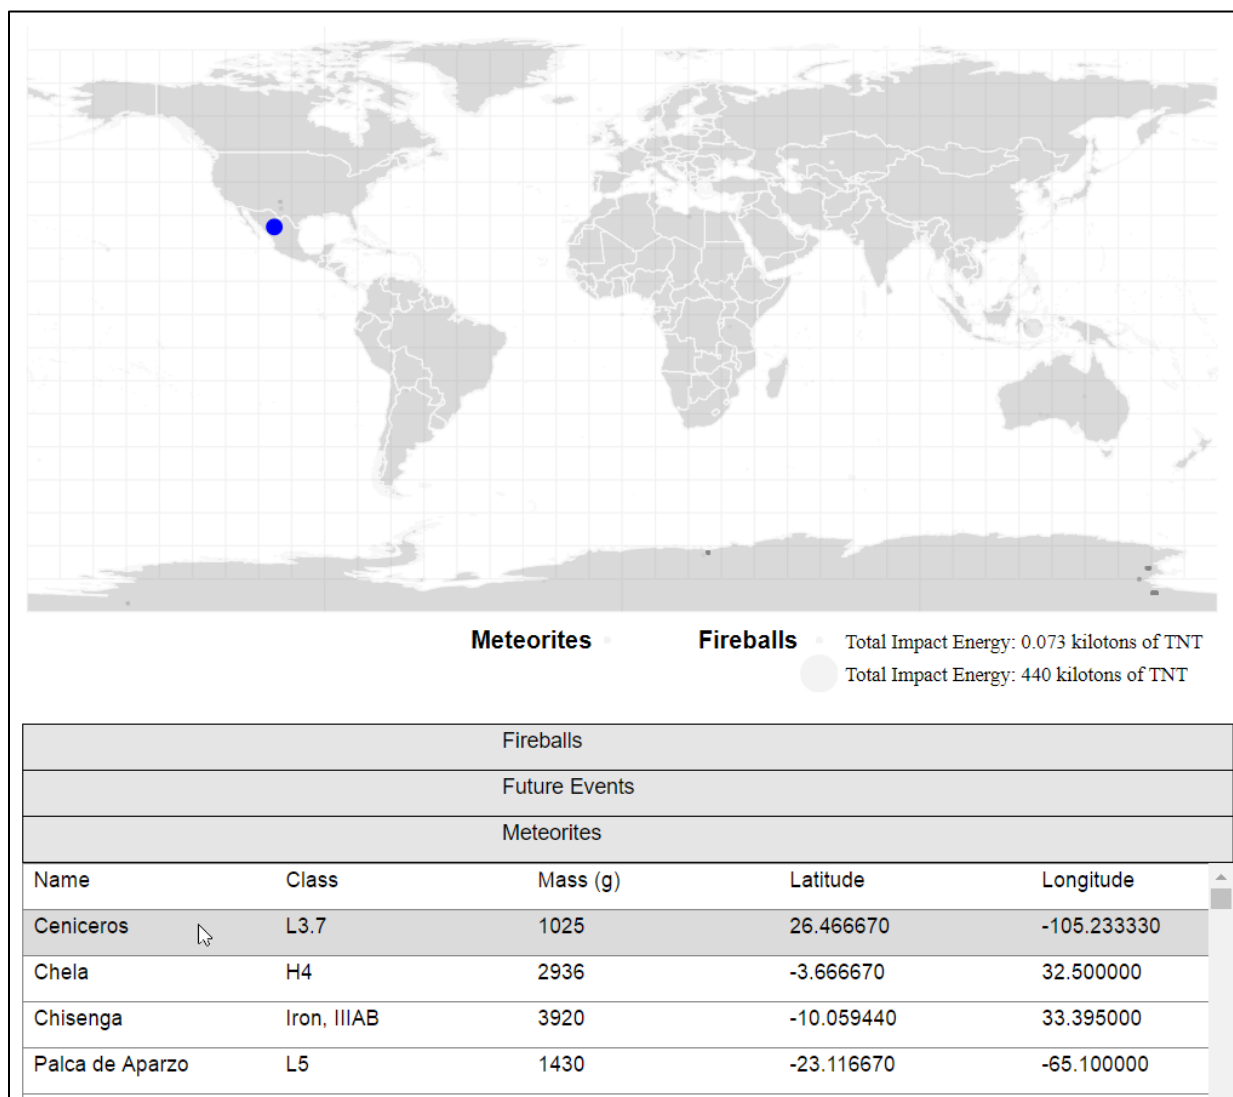 Meteorites Fireballs Total Impact Energy: 0.073 kilotons of TNT
Total Impact Energy: 440 kilotons of TNT
Fireballs
Future Events
Meteorites
Name Class Mass (g) Latitude Longitude
Ceniceros L3.7 1025 26.466670 -105.233330
Chela H4 2936 -3.666670 32.500000
Chisenga Iron, IIIAB 3920 -10.059440 33.395000
Palca de Aparzo L5 1430 -23.116670 -65.100000